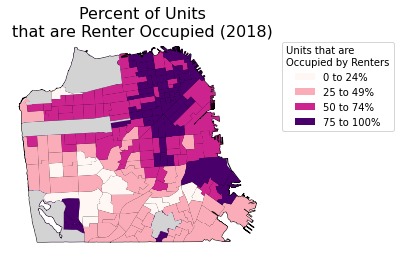 Percent of Units
that are Renter Occupied (2018)
Units that are
Occupied by Renters
0 to 24%
25 to 49%
50 to 74%
75 to 100%